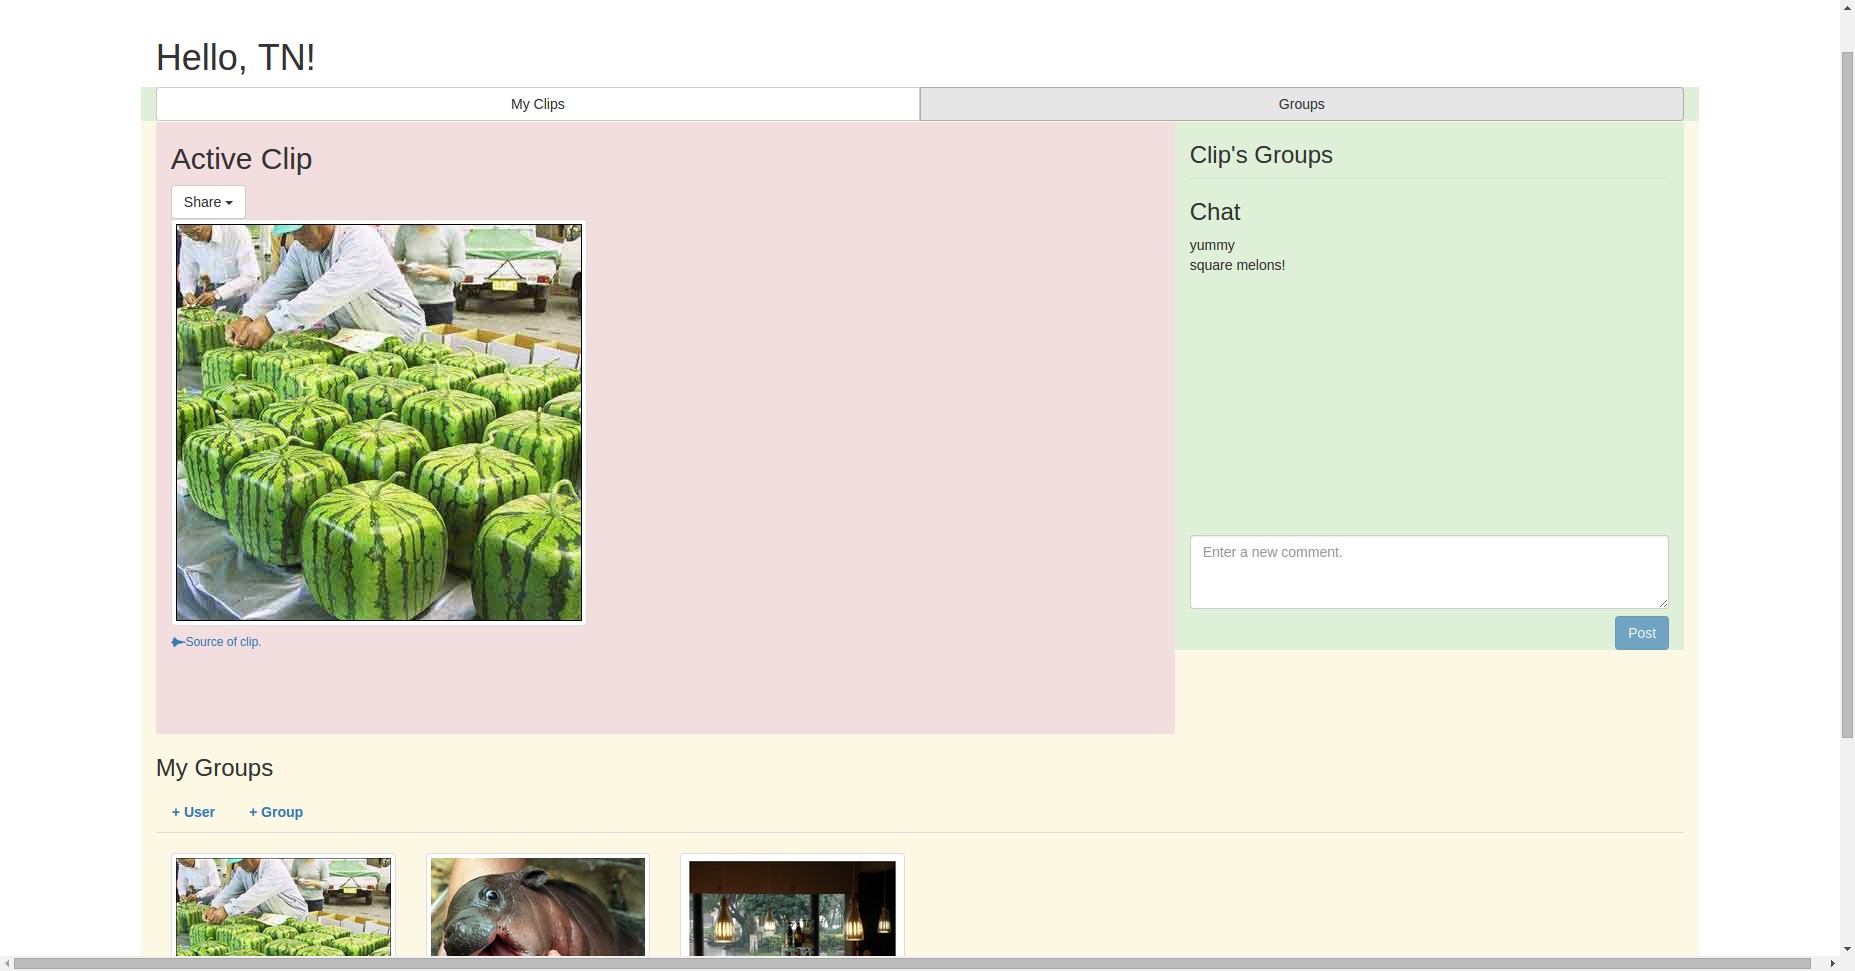 Hello, TN!
My Clips
Groups
Active Clip
Share
Source of clip.
Clip's Groups
Chat
yummy
square melons!
Enter a new comment.
Post
My Groups
+ User
+ Group